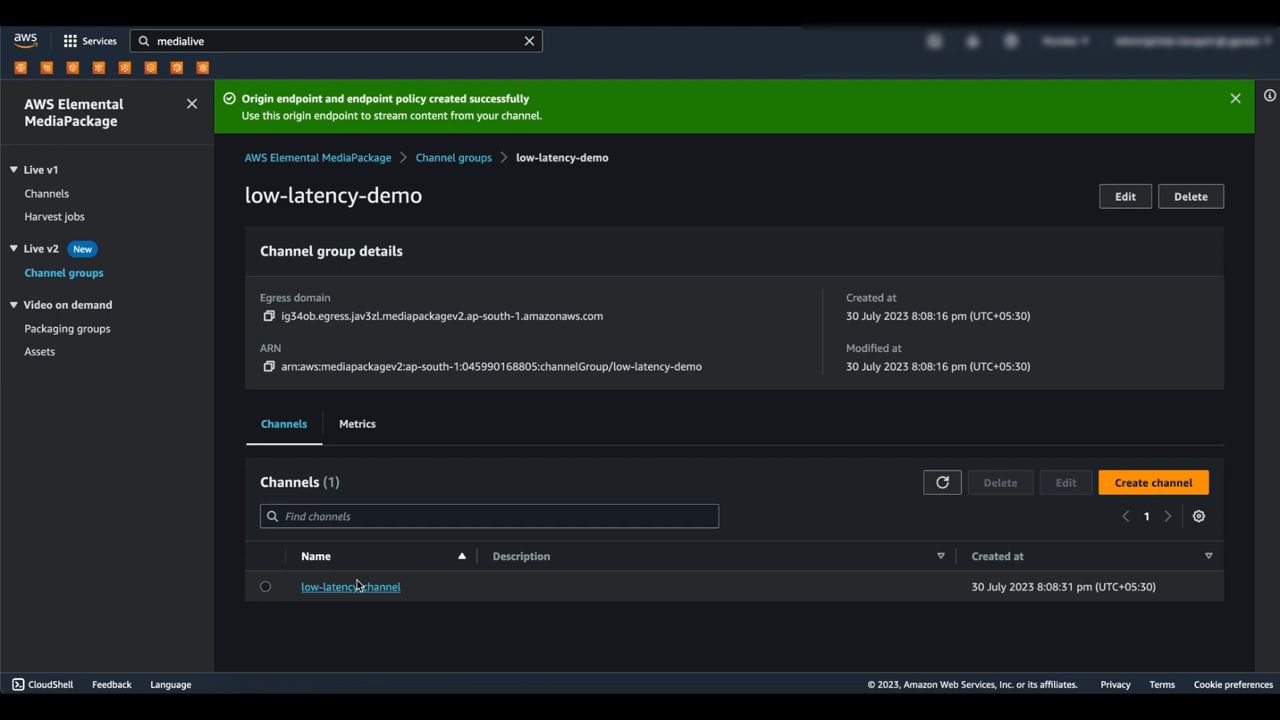 aws
Services
medialive
AWS Elemental
MediaPackage
Live v1
Channels
Harvest jobs
Live v2 New
Channel groups
Video on demand
Packaging groups
Assets
Origin endpoint and endpoint policy created successfully
Use this origin endpoint to stream content from your channel.
AWS Elemental MediaPackage > Channel groups > low-latency-demo
low-latency-demo
Edit
Delete
Channel group details
Egress domain
ig34ob.egress.jav3zl.mediapackagev2.ap-south-1.amazonaws.com
ARN
arn:aws:mediapackagev2:ap-south-1:045990168805:channelGroup/low-latency-demo
Created at
30 July 2023 8:08:16 pm (UTC+05:30)
Modified at
30 July 2023 8:08:16 pm (UTC+05:30)
Channels
Metrics
Channels (1)
Delete
Edit
Create channel
Find channels
1
Name
Description
Created at
low-latency-channel
30 July 2023 8:08:31 pm (UTC+05:30)
CloudShell
Feedback
Language
© 2023, Amazon Web Services, Inc. or its affiliates.
Privacy
Terms
Cookie preferences